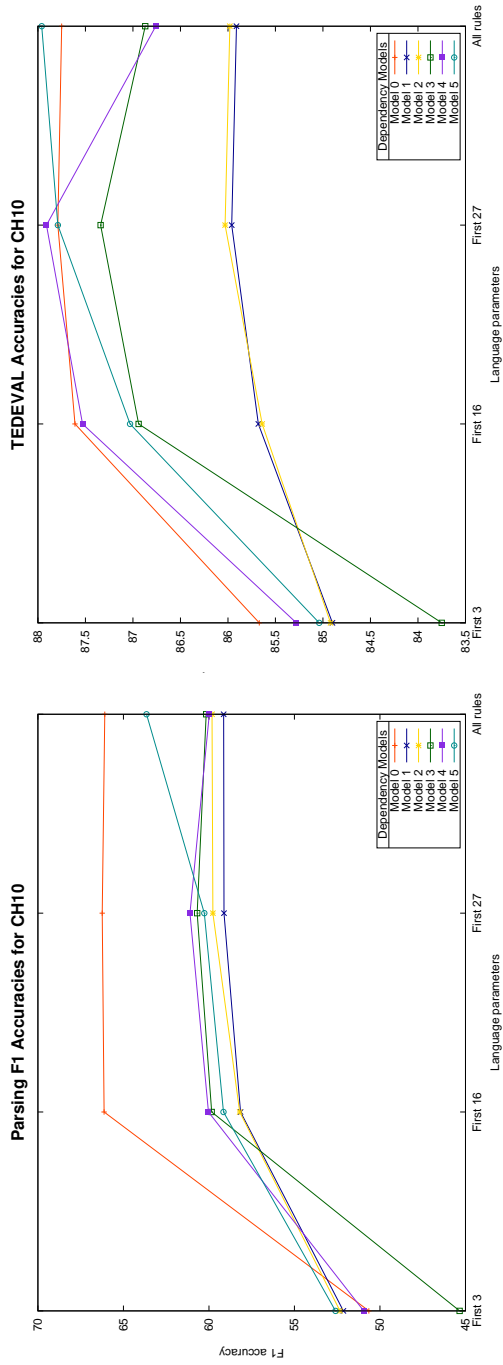 Parsing F1 Accuracies for CH10
F1 accuracy
70
65
60
55
50
45
First 3
First 16
First 27
All rules
Language parameters
Dependency Models
Model 0
Model 1
Model 2
Model 3
Model 4
Model 5
TEDEVAL Accuracies for CH10
88
87.5
87
86.5
86
85.5
85
84.5
84
83.5
First 3
First 16
First 27
All rules
Language parameters
Dependency Models
Model 0
Model 1
Model 2
Model 3
Model 4
Model 5